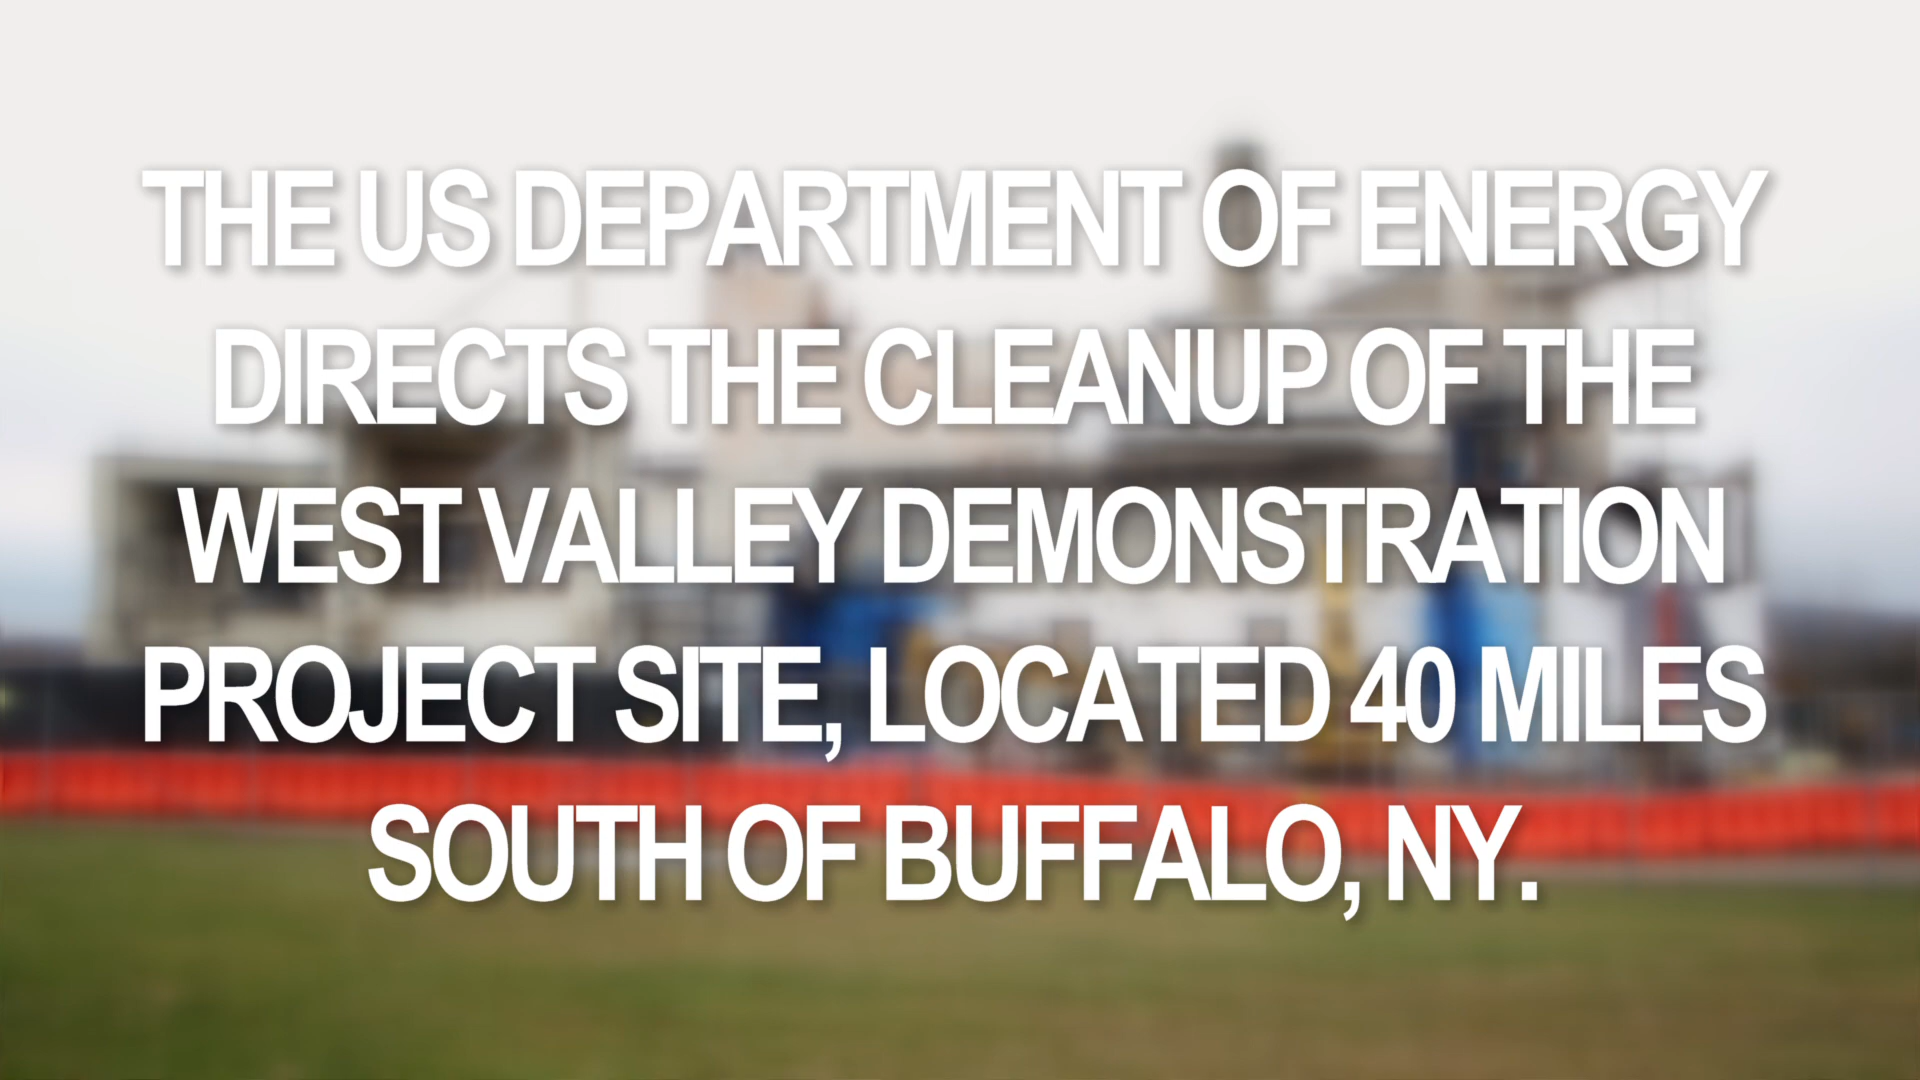 THE US DEPARTMENT OF ENERGY
DIRECTS THE CLEANUP OF THE
WEST VALLEY DEMONSTRATION
PROJECT SITE, LOCATED 40 MILES
SOUTH OF BUFFALO, NY.